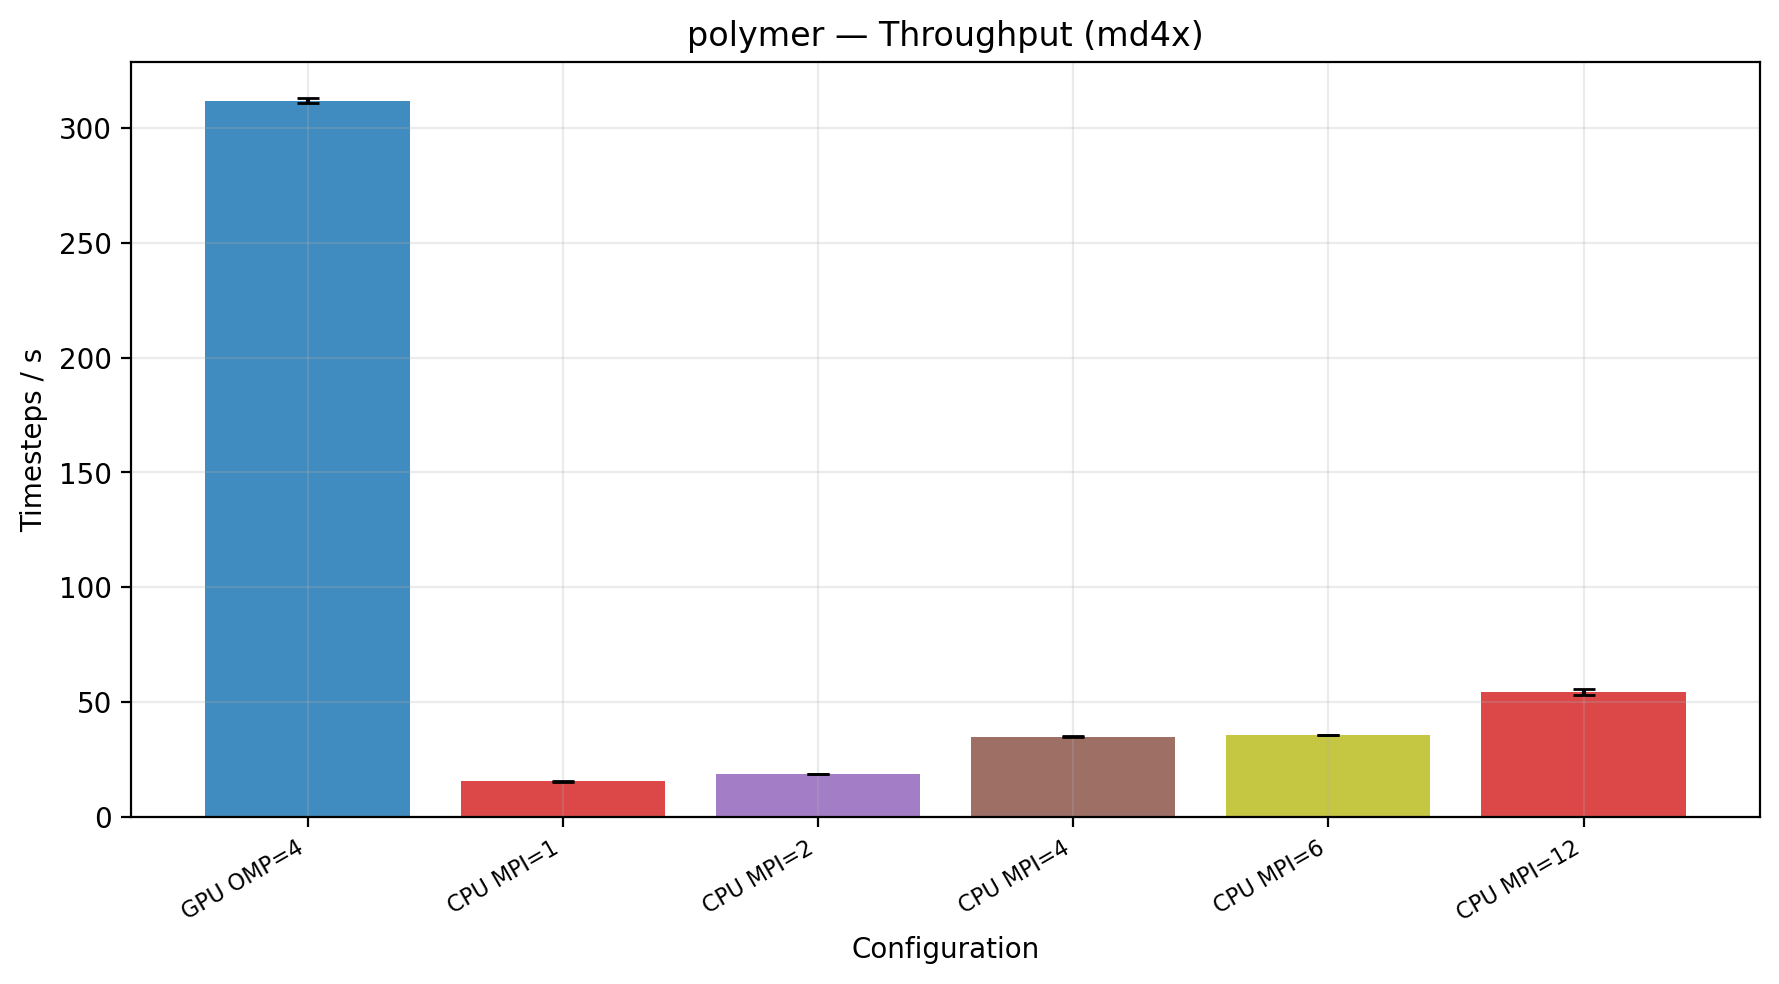 polymer — Throughput (md4x)
Timesteps / s
300
250
200
150
100
50
0
GPU OMP=4
CPU MPI=1
CPU MPI=2
CPU MPI=4
CPU MPI=6
CPU MPI=12
Configuration